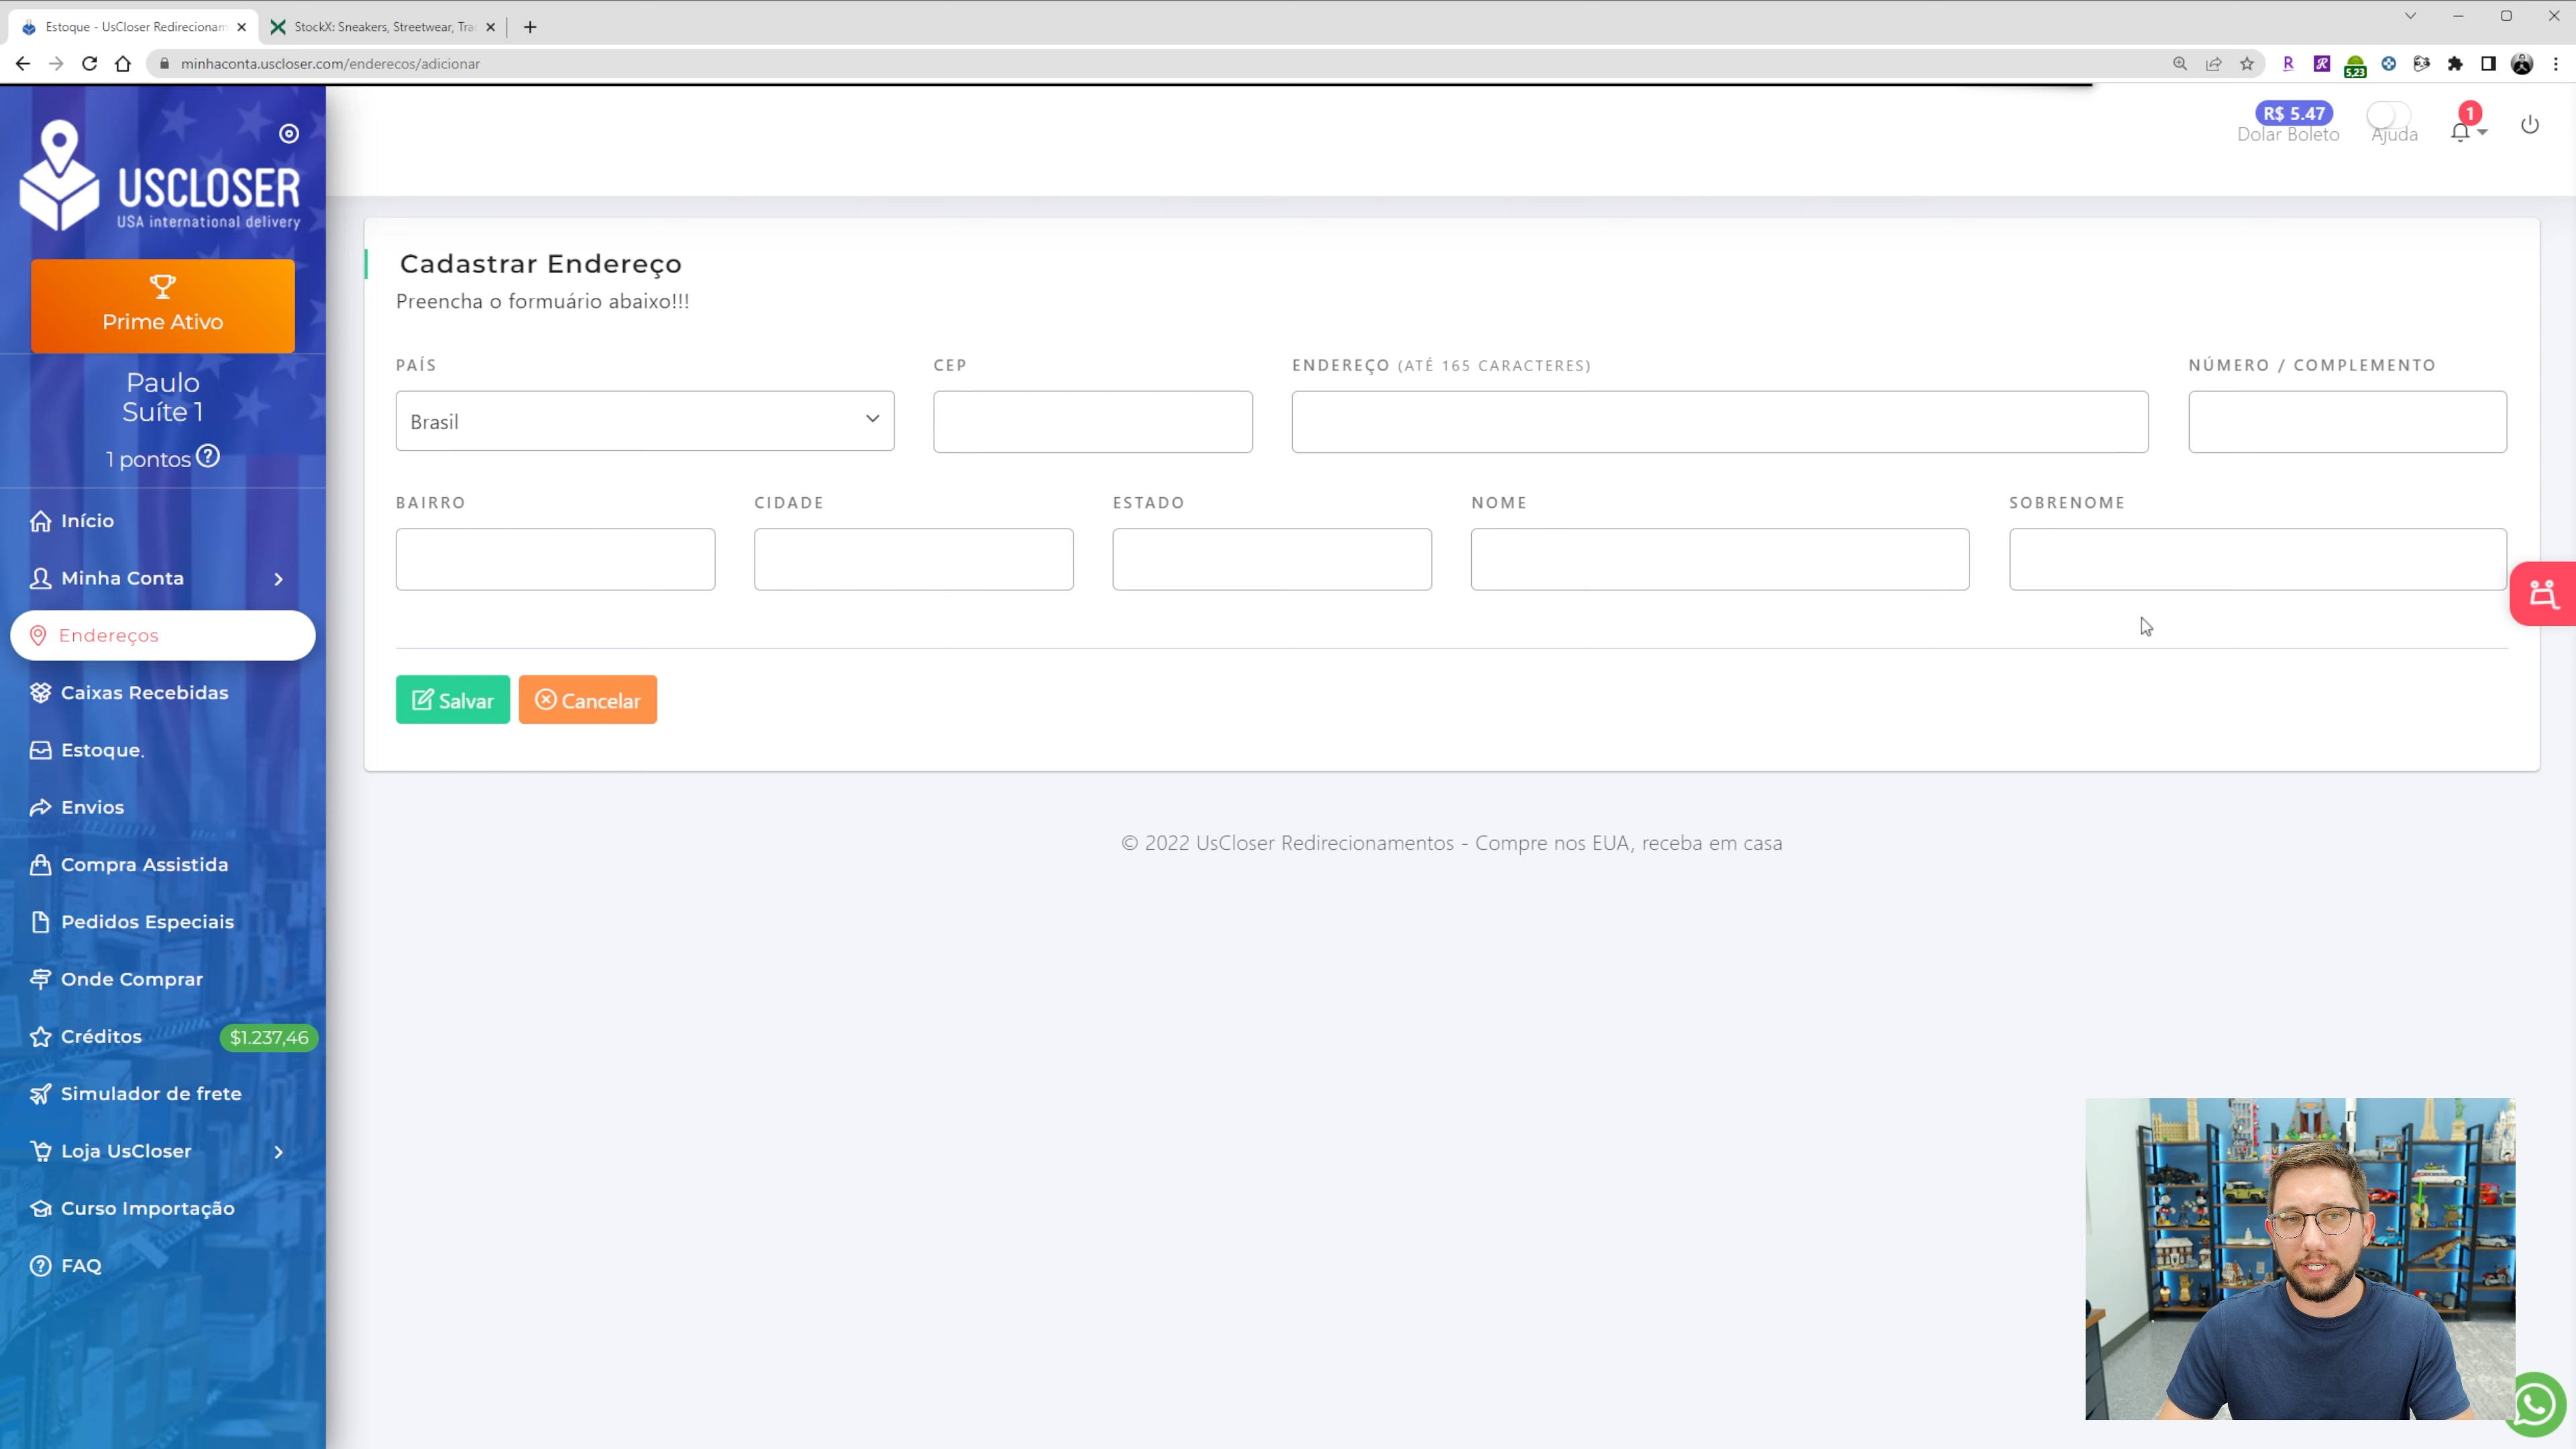 Estoque - UsCloser Redirecionam
StockX: Sneakers, Streetwear, Tra
minhaconta.uscloser.com/enderecos/adicionar
5,23
USCLOSER
USA international delivery
Prime Ativo
Paulo
Suíte 1
1 pontos
Início
Minha Conta
Endereços
Caixas Recebidas
Estoque.
Envios
Compra Assistida
Pedidos Especiais
Onde Comprar
Créditos
$1.237,46
Simulador de frete
Loja UsCloser
Curso Importação
FAQ
R$ 5.47
Dolar Boleto
Ajuda
1
Cadastrar Endereço
Preencha o formuário abaixo!!!
PAÍS
CEP
ENDEREÇO (ATÉ 165 CARACTERES)
NÚMERO / COMPLEMENTO
Brasil
BAIRRO
CIDADE
ESTADO
NOME
SOBRENOME
Salvar
Cancelar
© 2022 UsCloser Redirecionamentos - Compre nos EUA, receba em casa